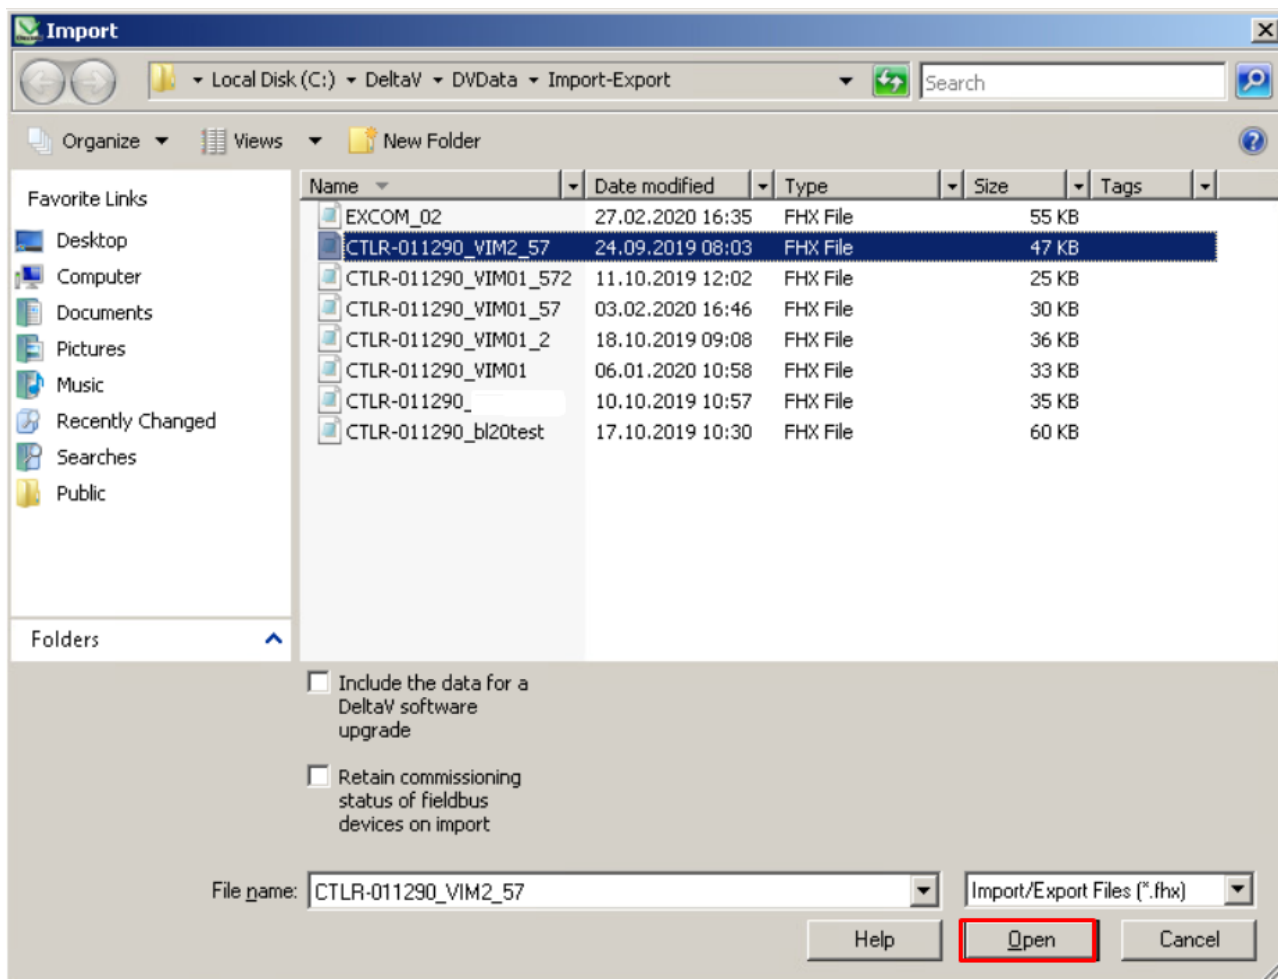 Import
Local Disk (C:) DeltaV DVData Import-Export Search
Organize Views New Folder
Favorite Links
Desktop
Computer
Documents
Pictures
Music
Recently Changed
Searches
Public
Folders
Name Date modified Type Size Tags
EXCOM_02 27.02.2020 16:35 FHX File 55 KB
CTLR-011290_VIM2_57 24.09.2019 08:03 FHX File 47 KB
CTLR-011290_VIM01_572 11.10.2019 12:02 FHX File 25 KB
CTLR-011290_VIM01_57 03.02.2020 16:46 FHX File 30 KB
CTLR-011290_VIM01_2 18.10.2019 09:08 FHX File 36 KB
CTLR-011290_VIM01 06.01.2020 10:58 FHX File 33 KB
CTLR-011290_ 10.10.2019 10:57 FHX File 35 KB
CTLR-011290_bl20test 17.10.2019 10:30 FHX File 60 KB
Include the data for a
DeltaV software
upgrade
Retain commissioning
status of fieldbus
devices on import
File name: CTLR-011290_VIM2_57 Import/Export Files (*.fhx)
Help Open Cancel